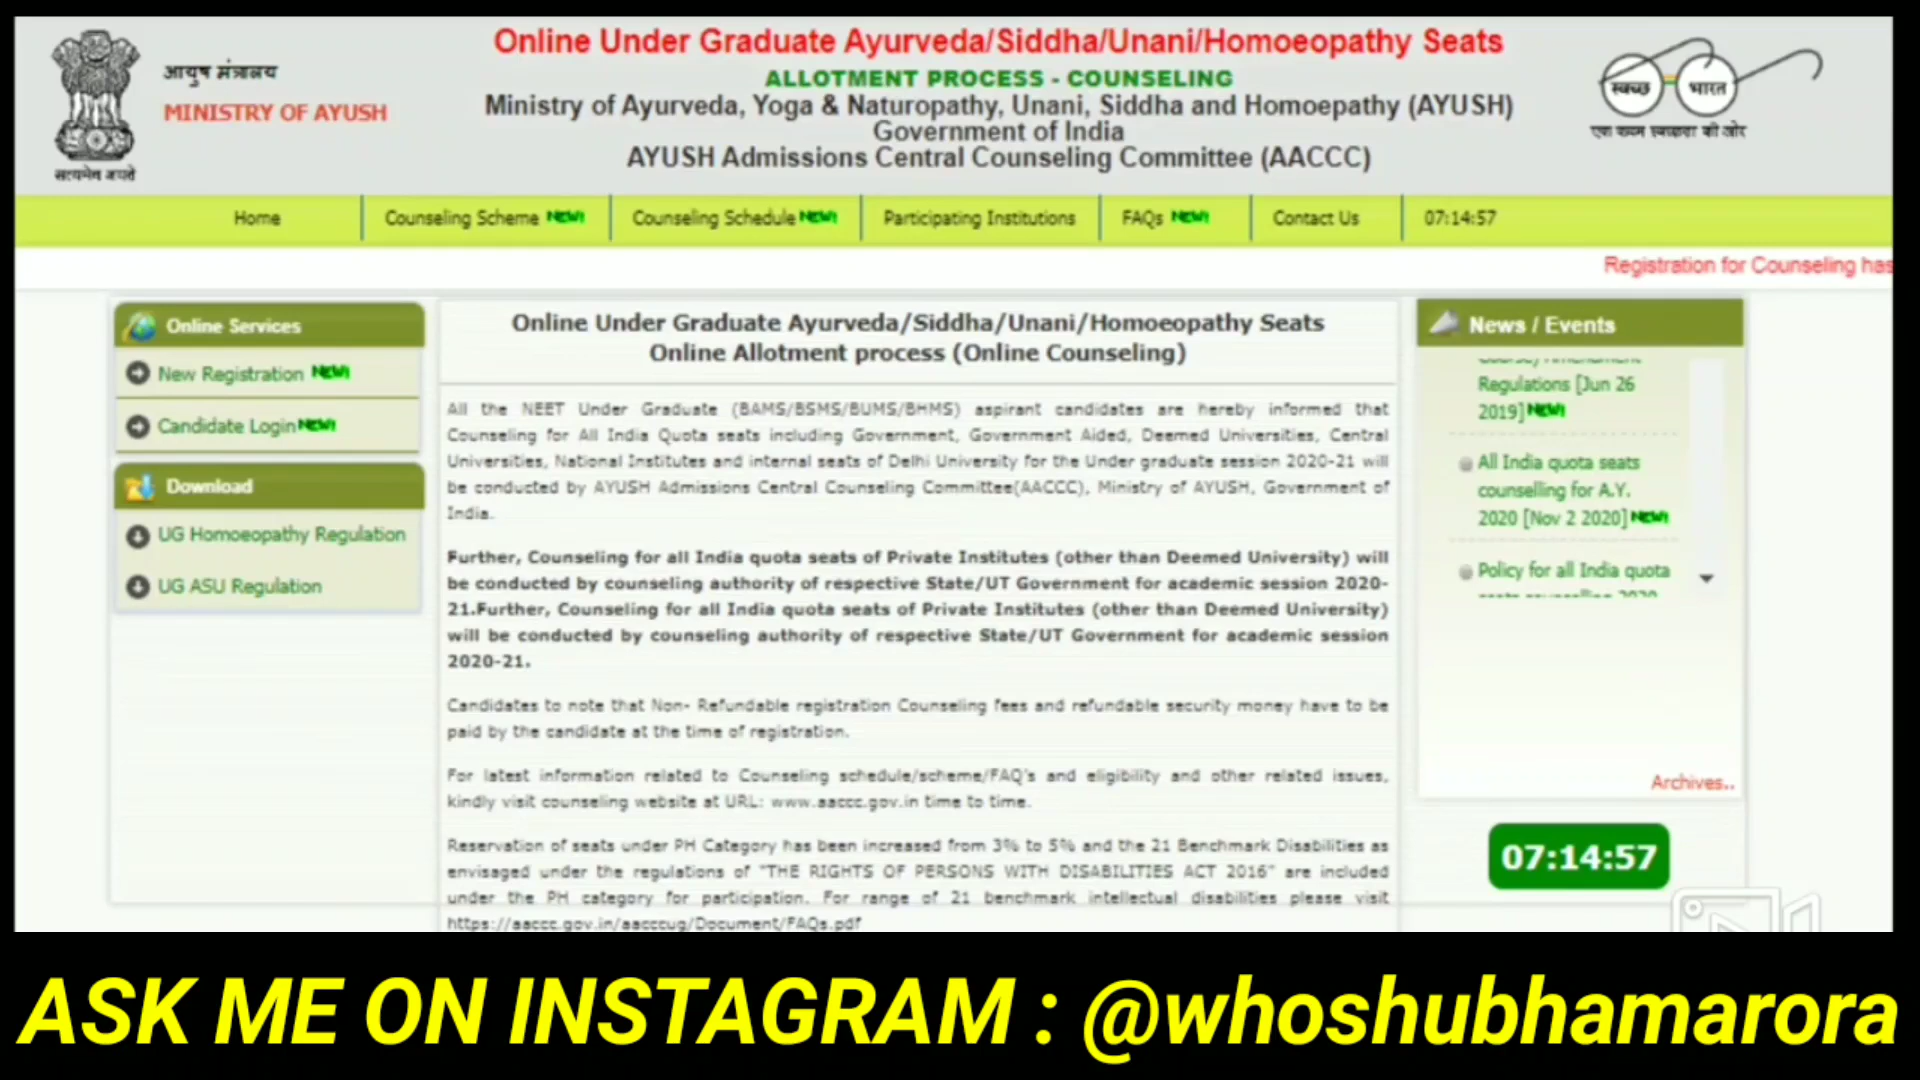 आयुष मंत्रालय
MINISTRY OF AYUSH
सत्यमेव जयते
Online Under Graduate Ayurveda/Siddha/Unani/Homoeopathy Seats
ALLOTMENT PROCESS - COUNSELING
Ministry of Ayurveda, Yoga & Naturopathy, Unani, Siddha and Homoepathy (AYUSH)
Government of India
AYUSH Admissions Central Counseling Committee (AACCC)
स्वच्छ भारत
एक कदम स्वच्छता की ओर
Home Counseling Scheme NEW! Counseling Schedule NEW! Participating Institutions FAQs NEW! Contact Us 07:14:57
Registration for Counseling has
Online Services
New Registration NEW!
Candidate Login NEW!
Download
UG Homoeopathy Regulation
UG ASU Regulation
Online Under Graduate Ayurveda/Siddha/Unani/Homoeopathy Seats
Online Allotment process (Online Counseling)
All the NEET Under Graduate (BAMS/BSMS/BUMS/BHMS) aspirant candidates are hereby informed that
Counseling for All India Quota seats including Government, Government Aided, Deemed Universities, Central
Universities, National Institutes and internal seats of Delhi University for the Under graduate session 2020-21 will
be conducted by AYUSH Admissions Central Counseling Committee(AACCC), Ministry of AYUSH, Government of
India.
Further, Counseling for all India quota seats of Private Institutes (other than Deemed University) will
be conducted by counseling authority of respective State/UT Government for academic session 2020-
21.Further, Counseling for all India quota seats of Private Institutes (other than Deemed University)
will be conducted by counseling authority of respective State/UT Government for academic session
2020-21.
Candidates to note that Non- Refundable registration Counseling fees and refundable security money have to be
paid by the candidate at the time of registration.
For latest information related to Counseling schedule/scheme/FAQ's and eligibility and other related issues,
kindly visit counseling website at URL: www.aaccc.gov.in time to time.
Reservation of seats under PH Category has been increased from 3% to 5% and the 21 Benchmark Disabilities as
envisaged under the regulations of "THE RIGHTS OF PERSONS WITH DISABILITIES ACT 2016" are included
under the PH category for participation. For range of 21 benchmark intellectual disabilities please visit
https://aaccc.gov.in/aacccug/Document/FAQs.pdf
News / Events
Regulations [Jun 26
2019] NEW!
All India quota seats
counselling for A.Y.
2020 [Nov 2 2020] NEW!
Policy for all India quota
seats counselling 2020
Archives..
07:14:57
ASK ME ON INSTAGRAM : @whoshubhamarora